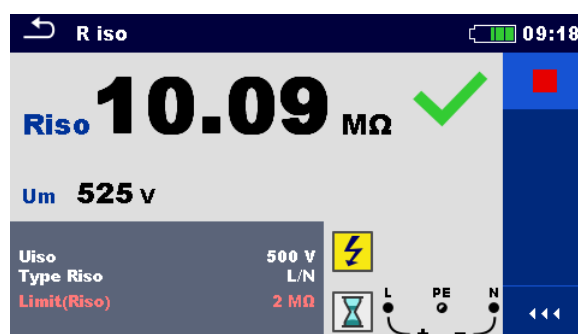 R iso 09:18
Riso 10.09 MΩ
Um 525 V
Uiso 500 V
Type Riso L/N
Limit(Riso) 2 MΩ
L PE N
+ −